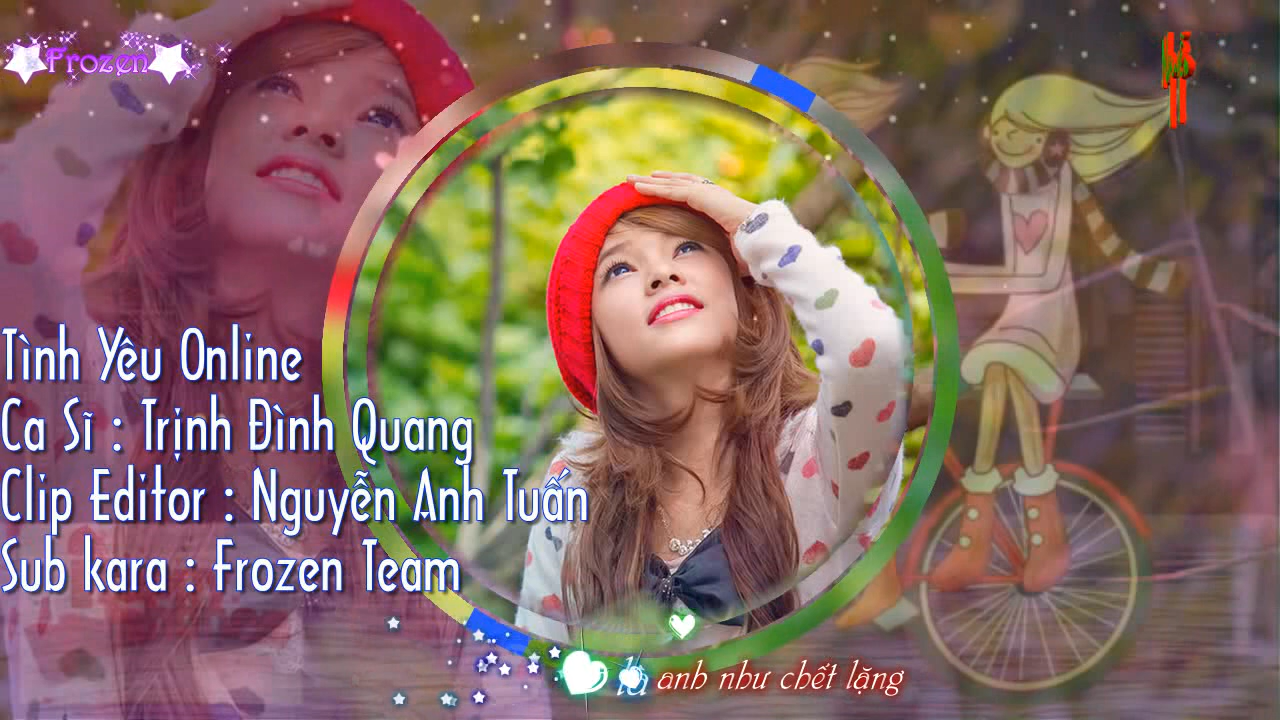 Frozen
Tình Yêu Online
Ca Sĩ : Trịnh Đình Quang
Clip Editor : Nguyễn Anh Tuấn
Sub kara : Frozen Team
anh như chết lặng